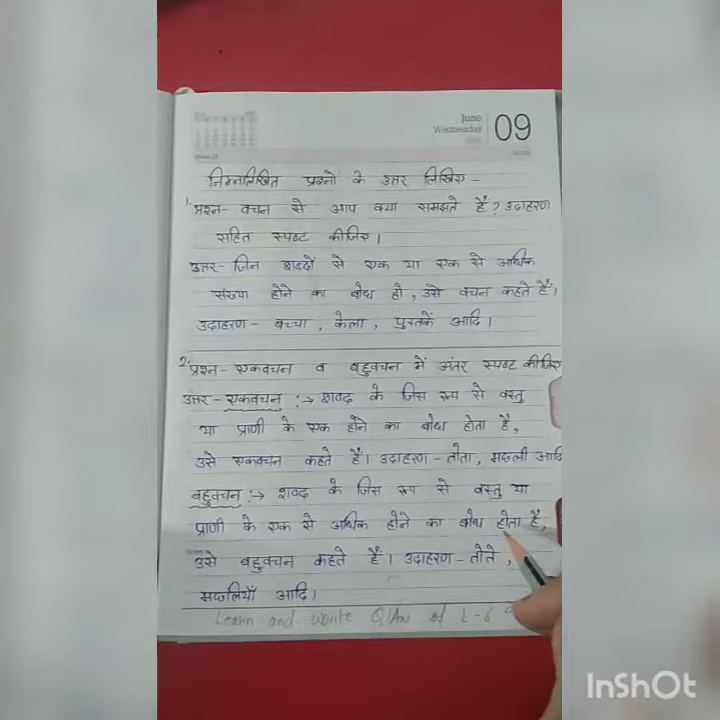 June
Wednesday
09
निम्नलिखित प्रश्नों के उत्तर लिखिए -
1. प्रश्न - वचन से आप क्या समझते हैं? उदाहरण
सहित स्पष्ट कीजिए।
उत्तर - जिन शब्दों से एक या एक से अधिक
संख्या होने का बोध हो, उसे वचन कहते हैं।
उदाहरण - बच्चा, केला, पुस्तकें आदि।
2. प्रश्न - एकवचन व बहुवचन में अंतर स्पष्ट कीजिए
उत्तर - एकवचन :→ शब्द के जिस रूप से वस्तु
या प्राणी के एक होने का बोध होता है,
उसे एकवचन कहते हैं। उदाहरण - तोता, मछली आदि
बहुवचन :→ शब्द के जिस रूप से वस्तु या
प्राणी के एक से अधिक होने का बोध होता है,
उसे बहुवचन कहते हैं। उदाहरण - तोते,
मछलियाँ आदि।
Learn and write Q/Ans of L-6
InShOt